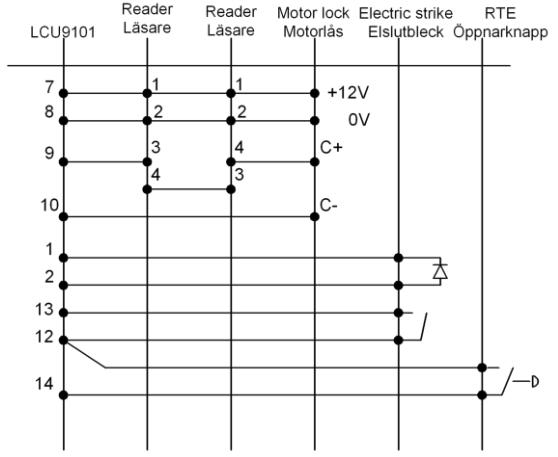 Reader Reader Motor lock Electric strike RTE
LCU9101 Läsare Läsare Motorlås Elslutbleck Öppnarknapp
7 1 1 +12V
8 2 2 0V
9 3 4 C+
4 3
10 C-
1
2
13
12
14 D